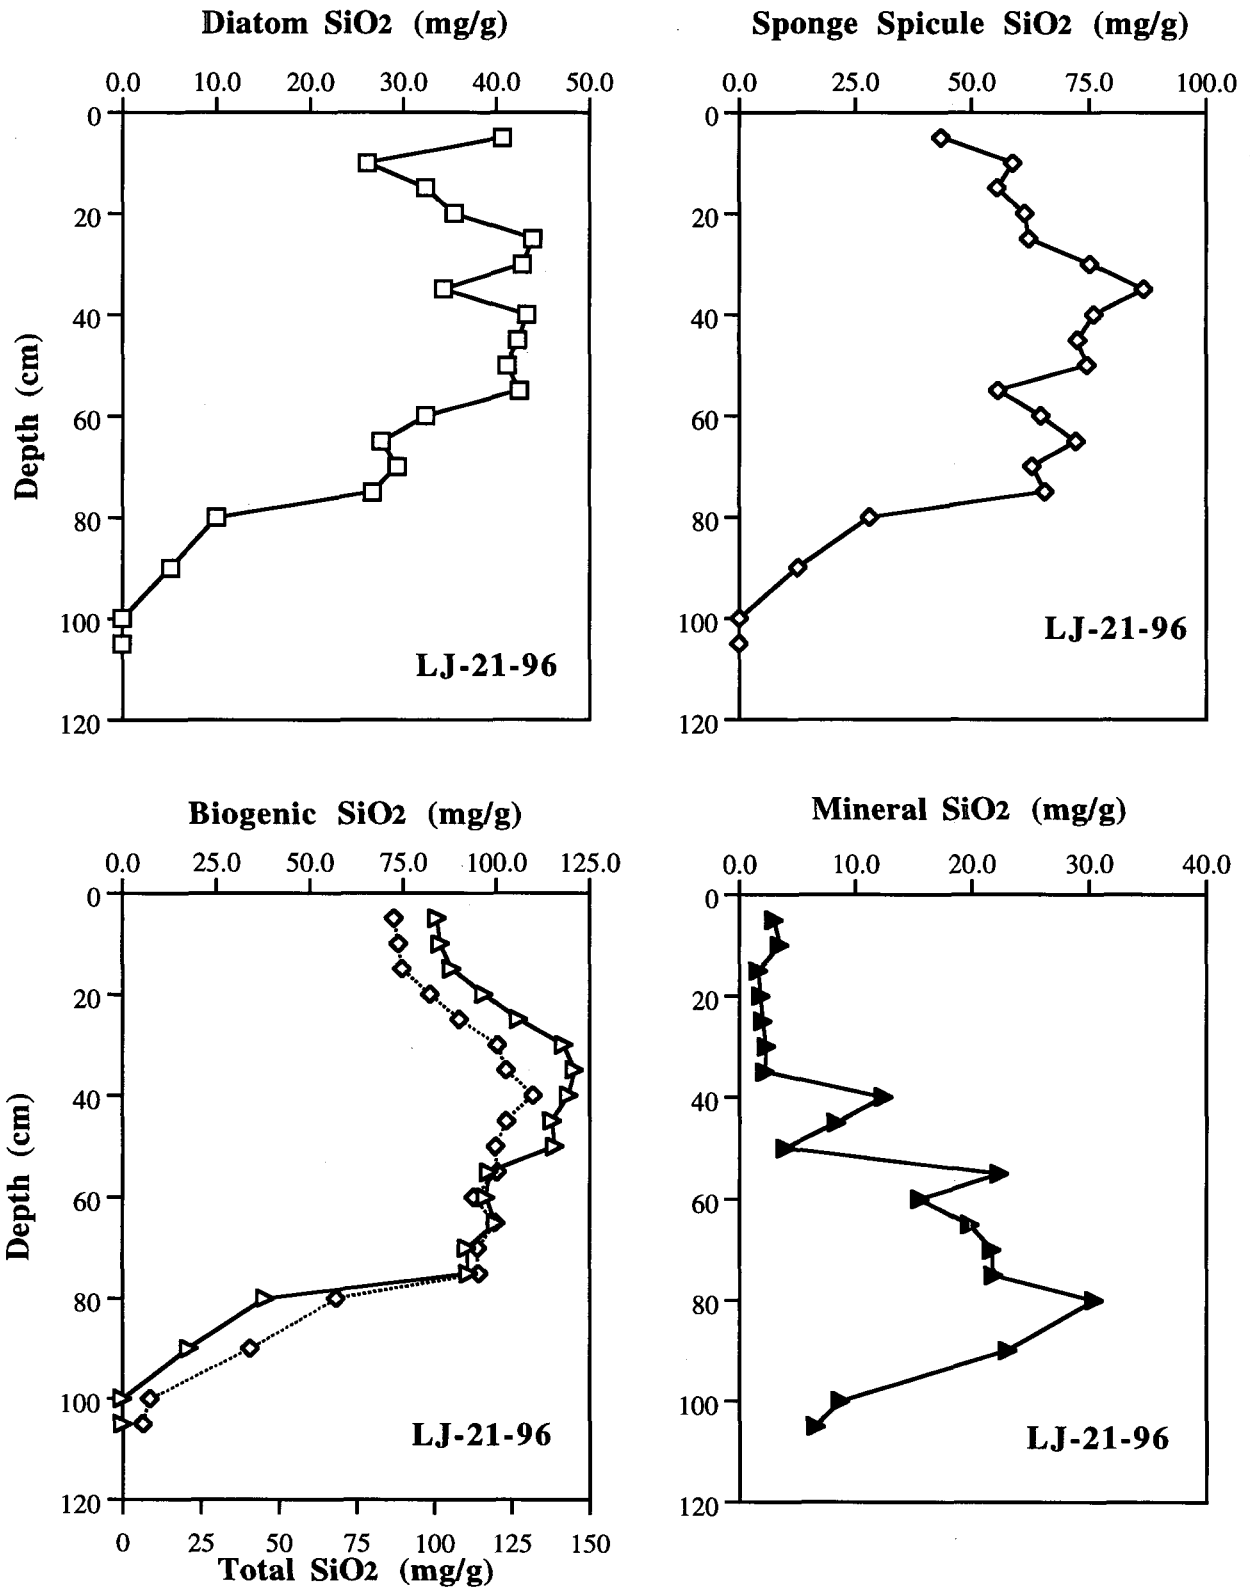 Diatom SiO2 (mg/g)
0.0 10.0 20.0 30.0 40.0 50.0
0
20
40
60
80
100
120
Depth (cm)
LJ-21-96
Sponge Spicule SiO2 (mg/g)
0.0 25.0 50.0 75.0 100.0
0
20
40
60
80
100
120
LJ-21-96
Biogenic SiO2 (mg/g)
0.0 25.0 50.0 75.0 100.0 125.0
0
20
40
60
80
100
120
Depth (cm)
LJ-21-96
0 25 50 75 100 125 150
Total SiO2 (mg/g)
Mineral SiO2 (mg/g)
0.0 10.0 20.0 30.0 40.0
0
20
40
60
80
100
120
LJ-21-96